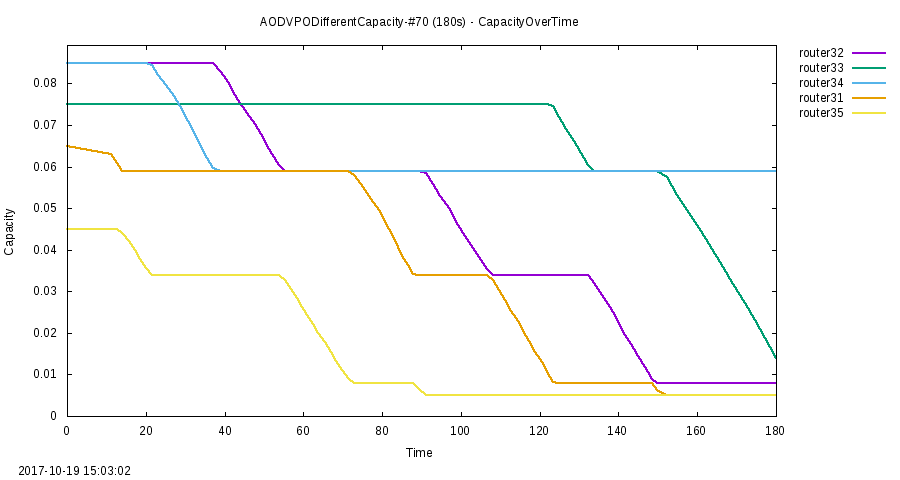 AODVPODifferentCapacity-#70 (180s) - CapacityOverTime
router32
router33
router34
router31
router35
0.08
0.07
0.06
0.05
0.04
0.03
0.02
0.01
0
Capacity
0 20 40 60 80 100 120 140 160 180
Time
2017-10-19 15:03:02